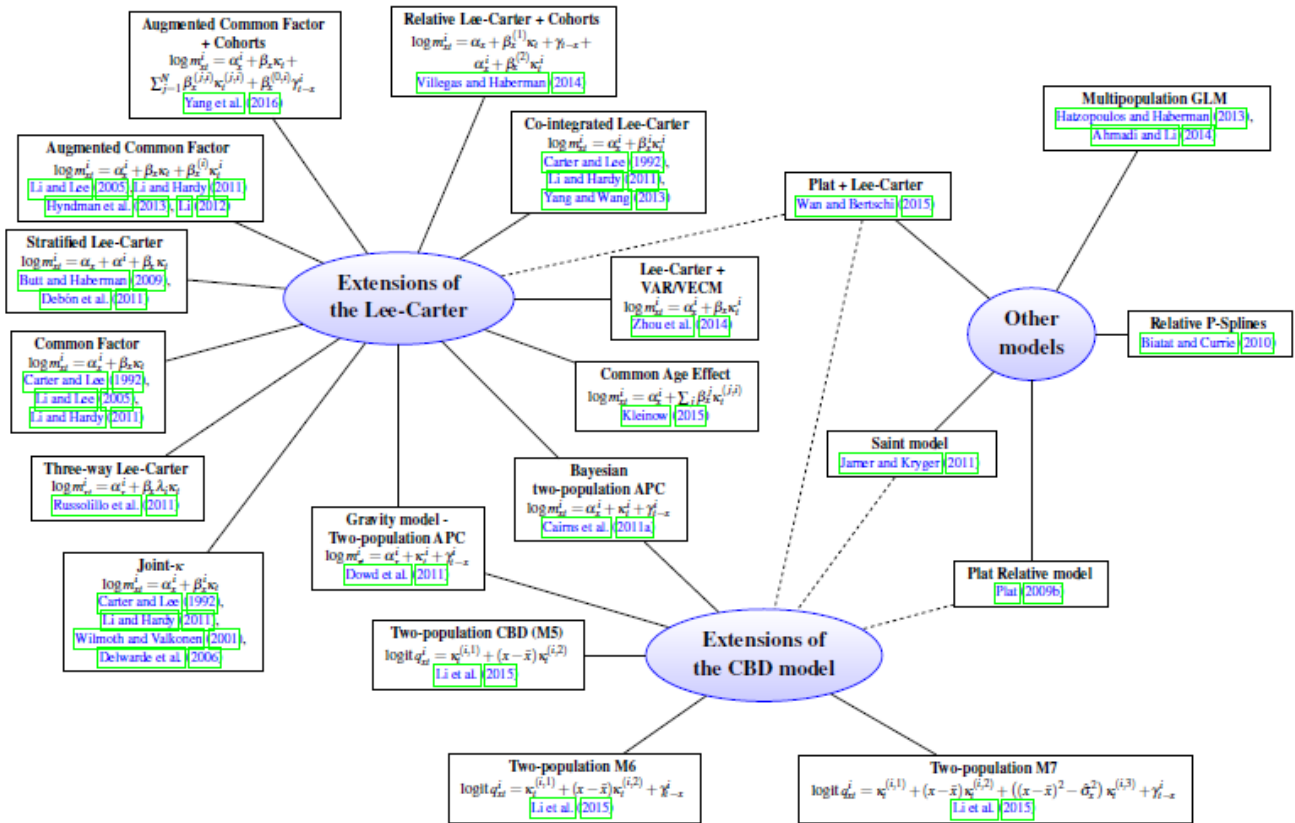 Augmented Common Factor
+ Cohorts
log m^i_{xt} = α^i_x + β_x κ_t +
∑^N_{j=1} β_x^{(j,i)} κ_t^{(j,i)} + β_x^{(0,i)} γ^i_{t−x}
Yang et al. (2016)
Relative Lee-Carter + Cohorts
log m^i_{xt} = α_x + β_x^{(1)} κ_t + γ_{t−x} +
α^i_x + β_x^{(2)} κ^i_t
Villegas and Haberman (2014)
Multipopulation GLM
Hatzopoulos and Haberman (2013),
Ahmadi and Li (2014)
Augmented Common Factor
log m^i_{xt} = α^i_x + β_x κ_t + β_x^{(i)} κ^i_t
Li and Lee (2005), Li and Hardy (2011)
Hyndman et al. (2013), Li (2012)
Co-integrated Lee-Carter
log m^i_{xt} = α^i_x + β^i_x κ^i_t
Carter and Lee (1992),
Li and Hardy (2011),
Yang and Wang (2013)
Plat + Lee-Carter
Wan and Bertschi (2015)
Stratified Lee-Carter
log m^i_{xt} = α_x + α^i + β_x κ_t
Butt and Haberman (2009),
Debón et al. (2011)
Extensions of
the Lee-Carter
Lee-Carter +
VAR/VECM
log m^i_{xt} = α^i_x + β_x κ^i_t
Zhou et al. (2014)
Other
models
Relative P-Splines
Biatat and Currie (2010)
Common Factor
log m^i_{xt} = α^i_x + β_x κ_t
Carter and Lee (1992),
Li and Lee (2005),
Li and Hardy (2011)
Common Age Effect
log m^i_{xt} = α^i_x + ∑_j β^j_x κ_t^{(j,i)}
Kleinow (2015)
Three-way Lee-Carter
log m^i_{xt} = α^i_x + β_x λ_i κ_t
Russolillo et al. (2011)
Bayesian
two-population APC
log m^i_{xt} = α^i_x + κ^i_t + γ^i_{t−x}
Cairns et al. (2011a)
Saint model
Jarner and Kryger (2011)
Gravity model -
Two-population APC
log m^i_{xt} = α^i_x + κ^i_t + γ^i_{t−x}
Dowd et al. (2011)
Joint-κ
log m^i_{xt} = α^i_x + β^i_x κ_t
Carter and Lee (1992),
Li and Hardy (2011),
Wilmoth and Valkonen (2001),
Delwarde et al. (2006)
Plat Relative model
Plat (2009b)
Two-population CBD (M5)
logit q^i_{xt} = κ_t^{(i,1)} + (x−x̄) κ_t^{(i,2)}
Li et al. (2015)
Extensions of
the CBD model
Two-population M6
logit q^i_{xt} = κ_t^{(i,1)} + (x−x̄) κ_t^{(i,2)} + γ^i_{t−x}
Li et al. (2015)
Two-population M7
logit q^i_{xt} = κ_t^{(i,1)} + (x−x̄) κ_t^{(i,2)} + ((x−x̄)^2 − σ̂^2_x) κ_t^{(i,3)} + γ^i_{t−x}
Li et al. (2015)